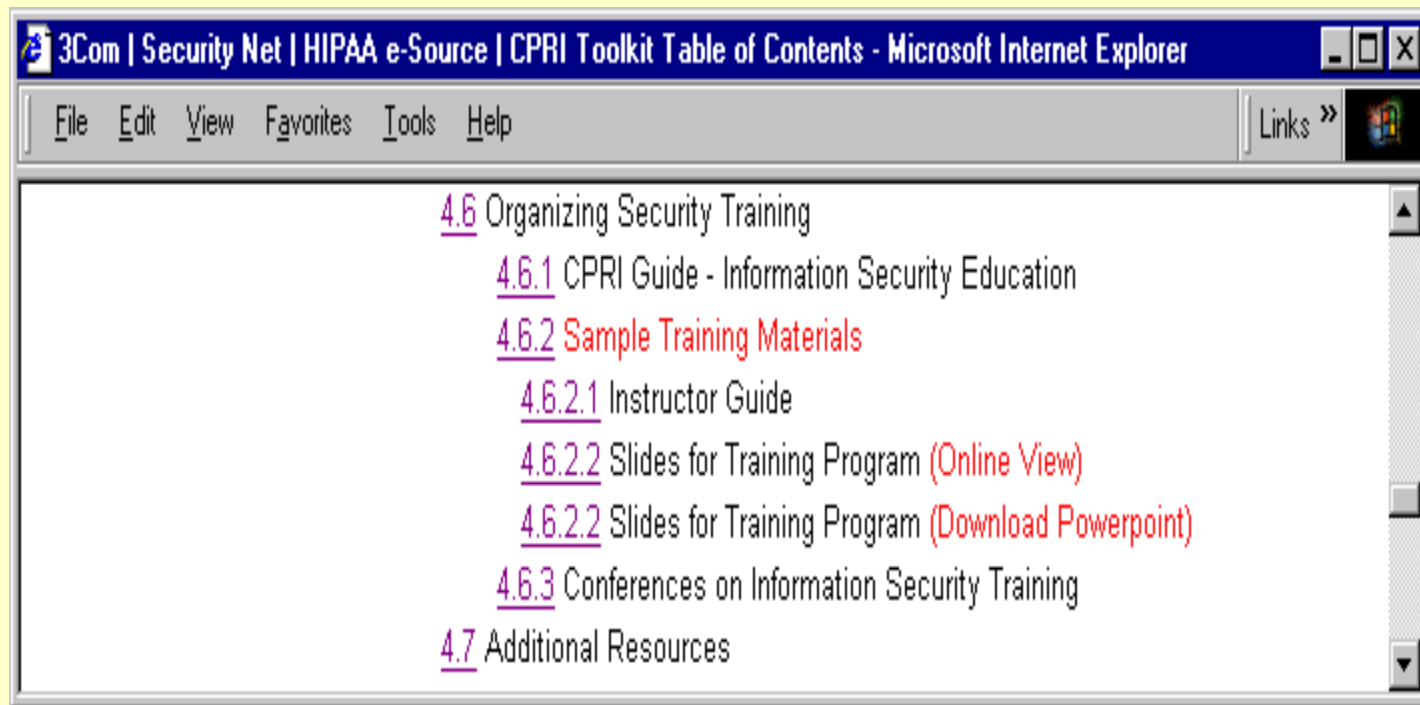 3Com | Security Net | HIPAA e-Source | CPRI Toolkit Table of Contents - Microsoft Internet Explorer
File Edit View Favorites Tools Help Links »
4.6 Organizing Security Training
4.6.1 CPRI Guide - Information Security Education
4.6.2 Sample Training Materials
4.6.2.1 Instructor Guide
4.6.2.2 Slides for Training Program (Online View)
4.6.2.2 Slides for Training Program (Download Powerpoint)
4.6.3 Conferences on Information Security Training
4.7 Additional Resources